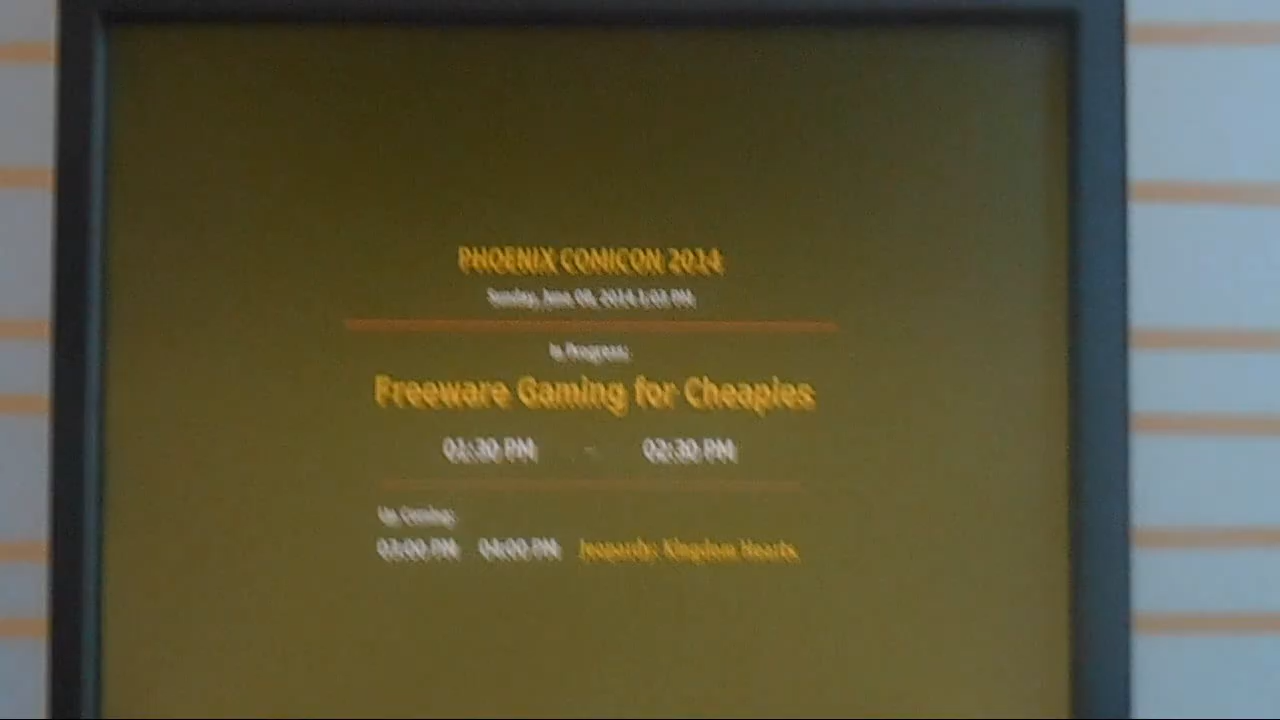 PHOENIX COMICON 2014
Sunday, June 08, 2014 1:03 PM
In Progress:
Freeware Gaming for Cheapies
01:30 PM - 02:30 PM
Up Coming:
03:00 PM 04:00 PM Jeopardy: Kingdom Hearts